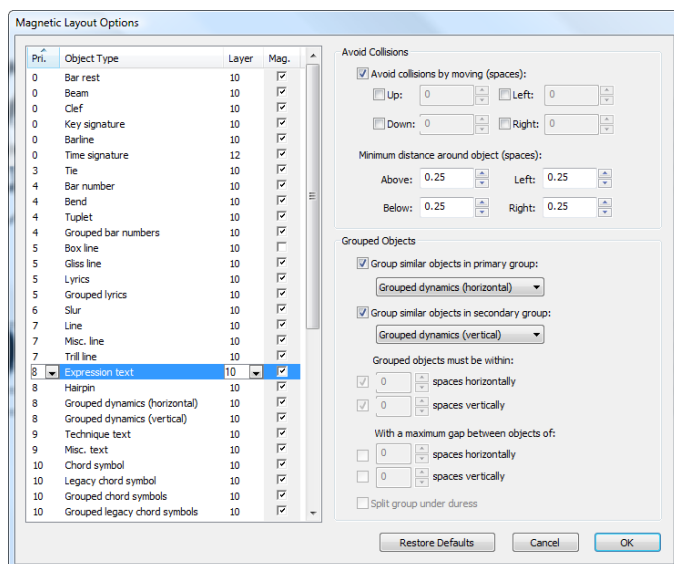 Magnetic Layout Options
Pri. Object Type Layer Mag.
0 Bar rest 10
0 Beam 10
0 Clef 10
0 Key signature 10
0 Barline 10
0 Time signature 12
3 Tie 10
4 Bar number 10
4 Bend 10
4 Tuplet 10
4 Grouped bar numbers 10
5 Box line 10
5 Gliss line 10
5 Lyrics 10
5 Grouped lyrics 10
6 Slur 10
7 Line 10
7 Misc. line 10
7 Trill line 10
8 Expression text 10
8 Hairpin 10
8 Grouped dynamics (horizontal) 10
8 Grouped dynamics (vertical) 10
9 Technique text 10
9 Misc. text 10
10 Chord symbol 10
10 Legacy chord symbol 10
10 Grouped chord symbols 10
10 Grouped legacy chord symbols 10
Avoid Collisions
Avoid collisions by moving (spaces):
Up: 0 Left: 0
Down: 0 Right: 0
Minimum distance around object (spaces):
Above: 0.25 Left: 0.25
Below: 0.25 Right: 0.25
Grouped Objects
Group similar objects in primary group:
Grouped dynamics (horizontal)
Group similar objects in secondary group:
Grouped dynamics (vertical)
Grouped objects must be within:
0 spaces horizontally
0 spaces vertically
With a maximum gap between objects of:
0 spaces horizontally
0 spaces vertically
Split group under duress
Restore Defaults Cancel OK